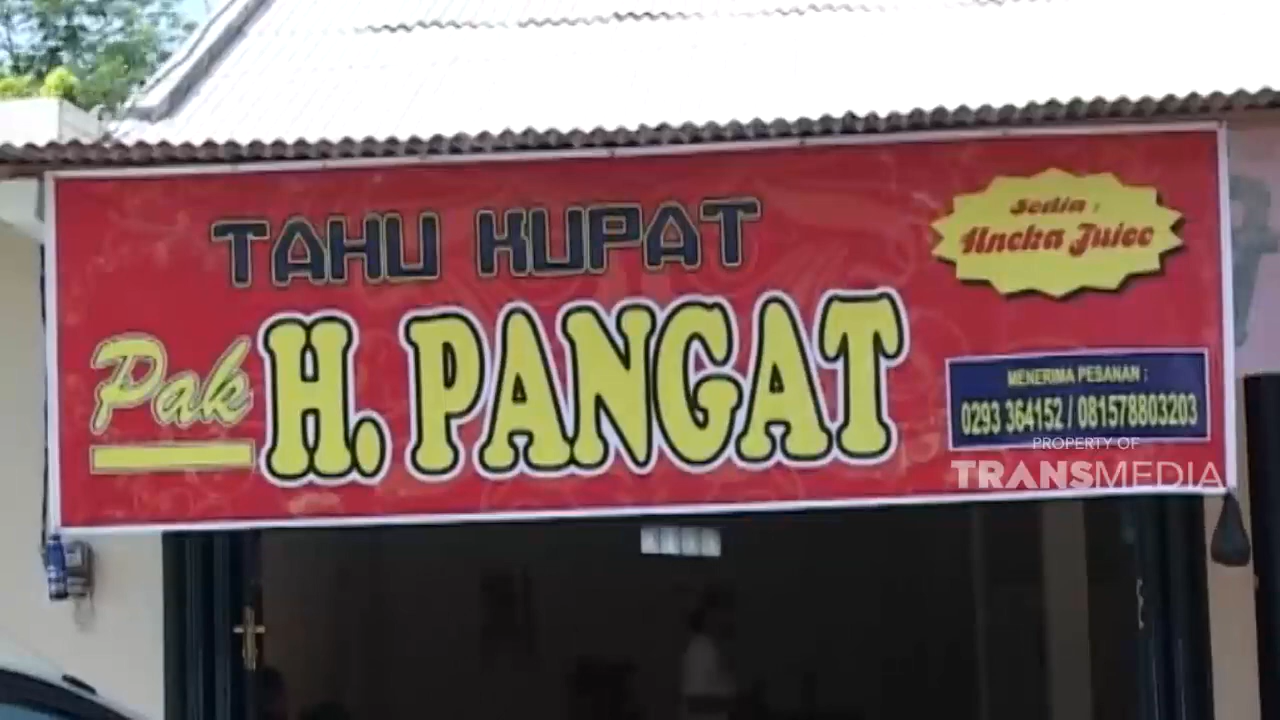 TAHU KUPAT
Pak H. PANGAT
Sedia :
Aneka Juice
MENERIMA PESANAN :
0293 364152 / 081578803203
PROPERTY OF
TRANSMEDIA